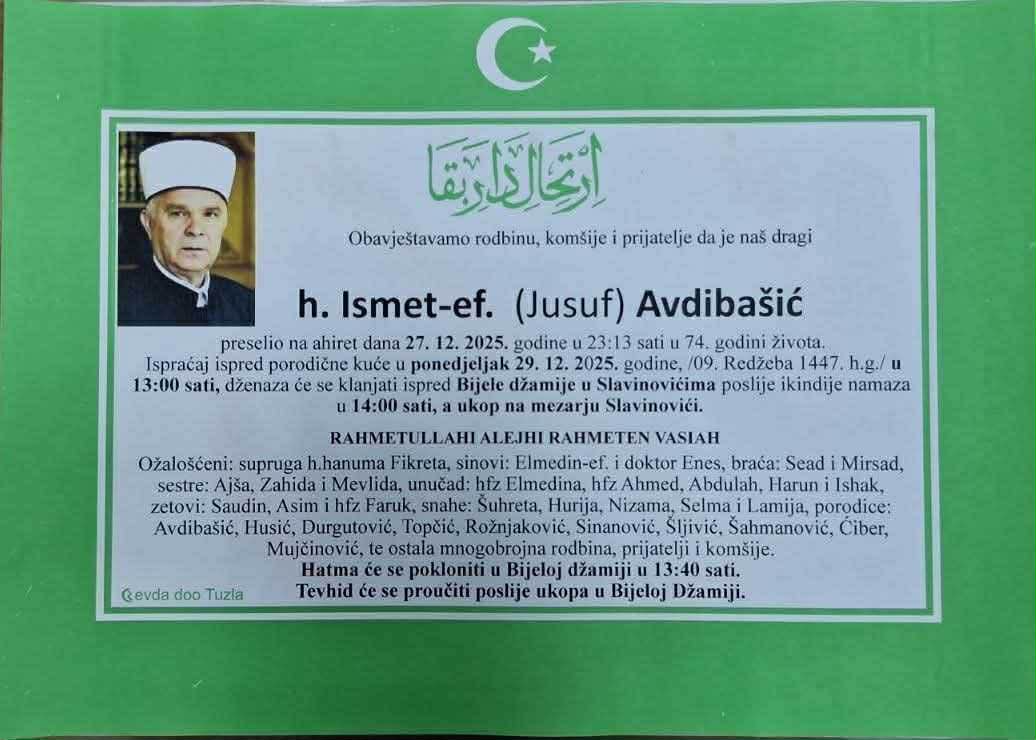 اِرْتِحَالِ دَارِ بَقَا
Obavještavamo rodbinu, komšije i prijatelje da je naš dragi
h. Ismet-ef. (Jusuf) Avdibašić
preselio na ahiret dana 27. 12. 2025. godine u 23:13 sati u 74. godini života.
Ispraćaj ispred porodične kuće u ponedjeljak 29. 12. 2025. godine, /09. Redžeba 1447. h.g./ u
13:00 sati, dženaza će se klanjati ispred Bijele džamije u Slavinovićima poslije ikindije namaza
u 14:00 sati, a ukop na mezarju Slavinovići.
RAHMETULLAHI ALEJHI RAHMETEN VASIAH
Ožalošćeni: supruga h.hanuma Fikreta, sinovi: Elmedin-ef. i doktor Enes, braća: Sead i Mirsad,
sestre: Ajša, Zahida i Mevlida, unučad: hfz Elmedina, hfz Ahmed, Abdulah, Harun i Ishak,
zetovi: Saudin, Asim i hfz Faruk, snahe: Šuhreta, Hurija, Nizama, Selma i Lamija, porodice:
Avdibašić, Husić, Durgutović, Topčić, Rožnjaković, Sinanović, Šljivić, Šahmanović, Ćiber,
Mujčinović, te ostala mnogobrojna rodbina, prijatelji i komšije.
Hatma će se pokloniti u Bijeloj džamiji u 13:40 sati.
Tevhid će se proučiti poslije ukopa u Bijeloj Džamiji.
evda doo Tuzla